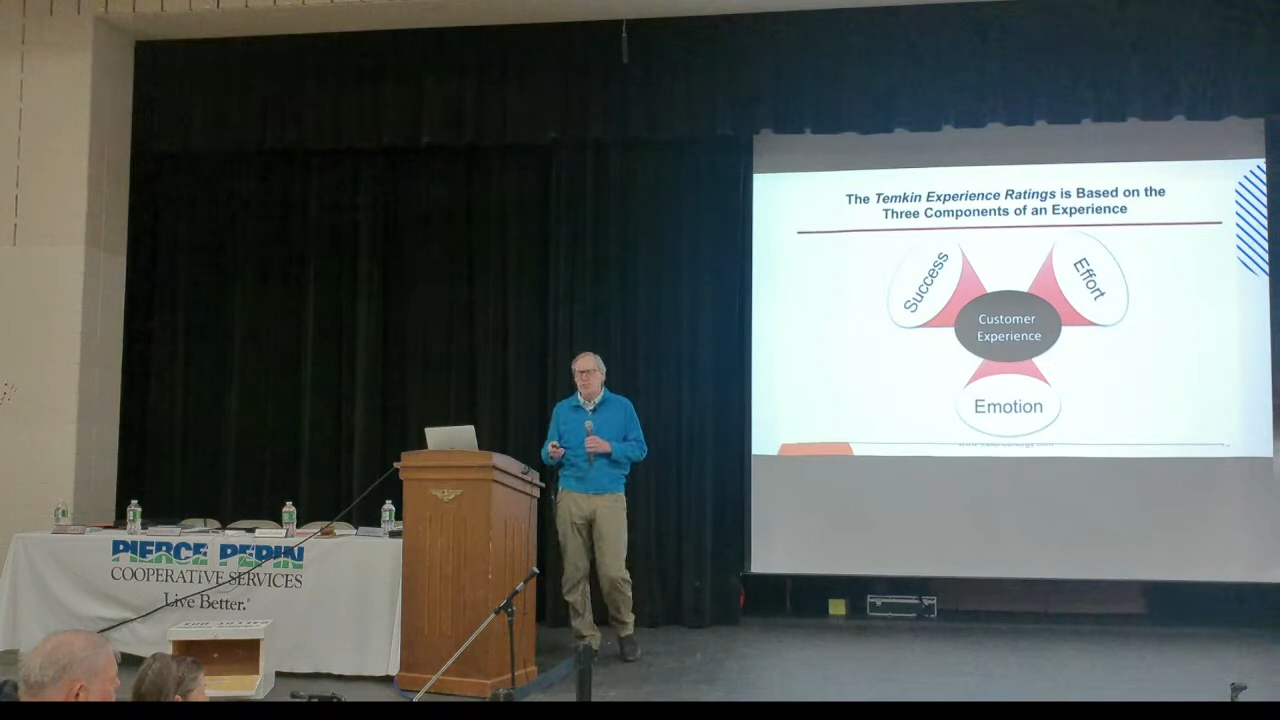 The Temkin Experience Ratings is Based on the
Three Components of an Experience
Success
Effort
Customer
Experience
Emotion
PIERCE PEPIN
COOPERATIVE SERVICES
Live Better.®